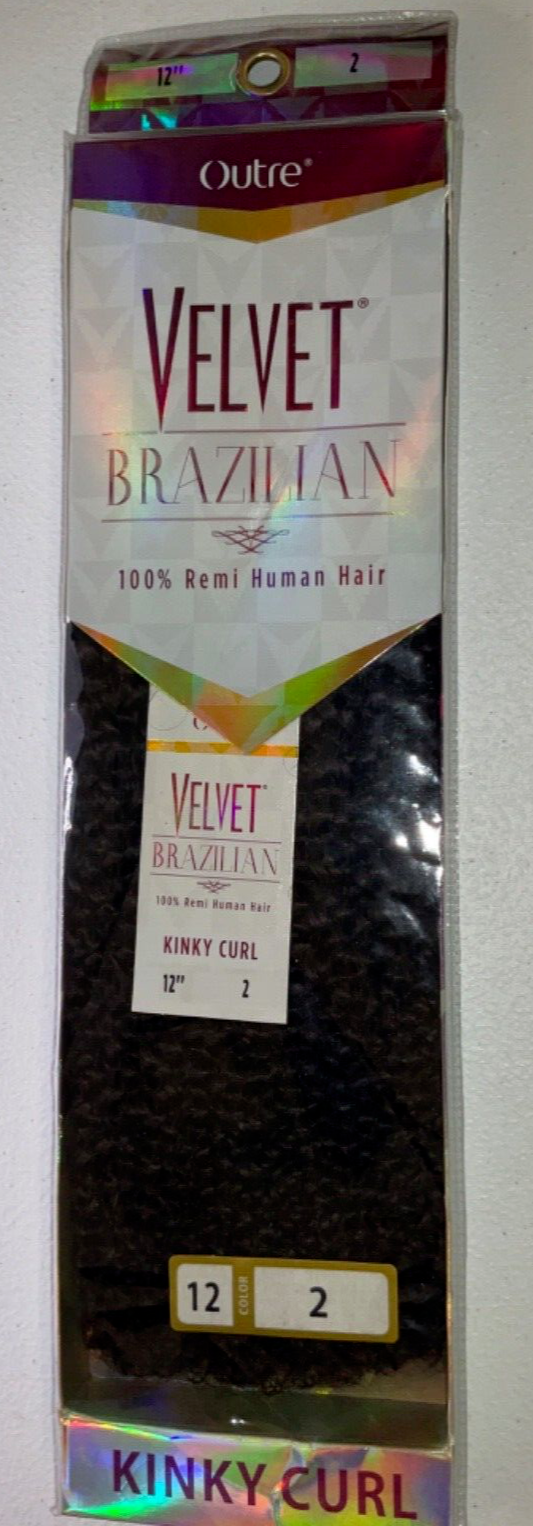 12" 2
Outre®
VELVET®
BRAZILIAN
100% Remi Human Hair
VELVET®
BRAZILIAN
100% Remi Human Hair
KINKY CURL
12" 2
12 COLOR 2
KINKY CURL